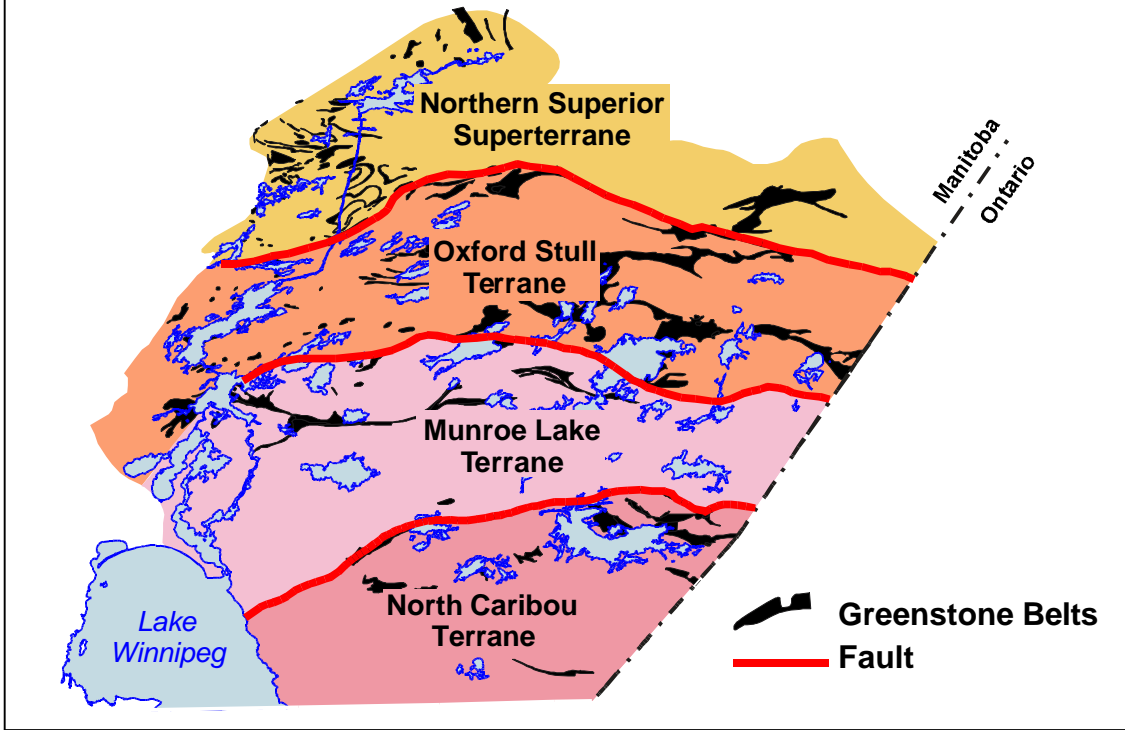 Northern Superior
Superterrane
Manitoba
Ontario
Oxford Stull
Terrane
Munroe Lake
Terrane
North Caribou
Terrane
Lake
Winnipeg
Greenstone Belts
Fault